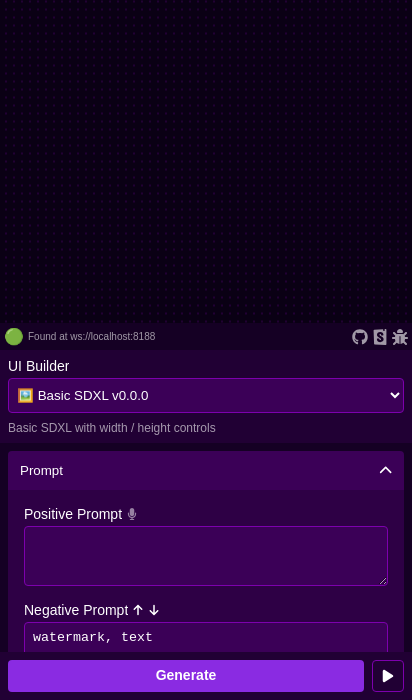 Found at ws://localhost:8188
UI Builder
🖼️ Basic SDXL v0.0.0
Basic SDXL with width / height controls
Prompt
Positive Prompt
Negative Prompt ↑ ↓
watermark, text
Generate